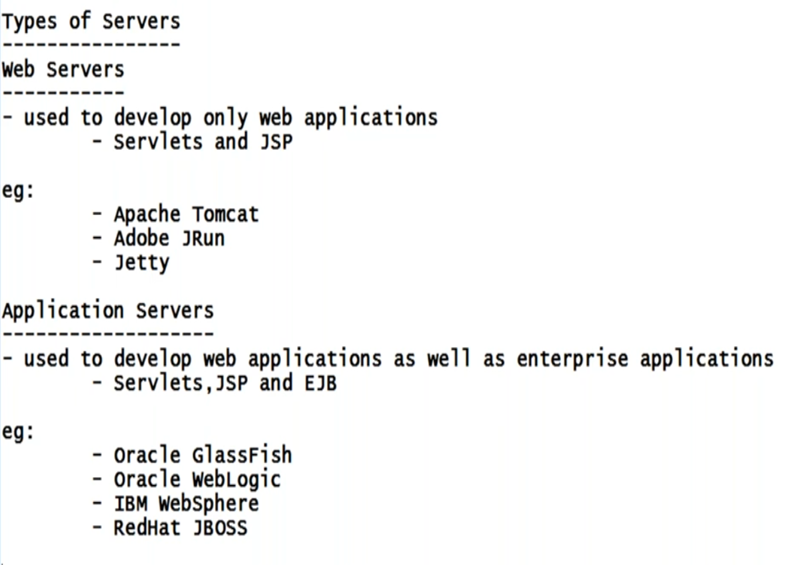 Types of Servers
----------------
Web Servers
-----------
- used to develop only web applications
- Servlets and JSP
eg:
- Apache Tomcat
- Adobe JRun
- Jetty
Application Servers
-------------------
- used to develop web applications as well as enterprise applications
- Servlets,JSP and EJB
eg:
- Oracle GlassFish
- Oracle WebLogic
- IBM WebSphere
- RedHat JBOSS